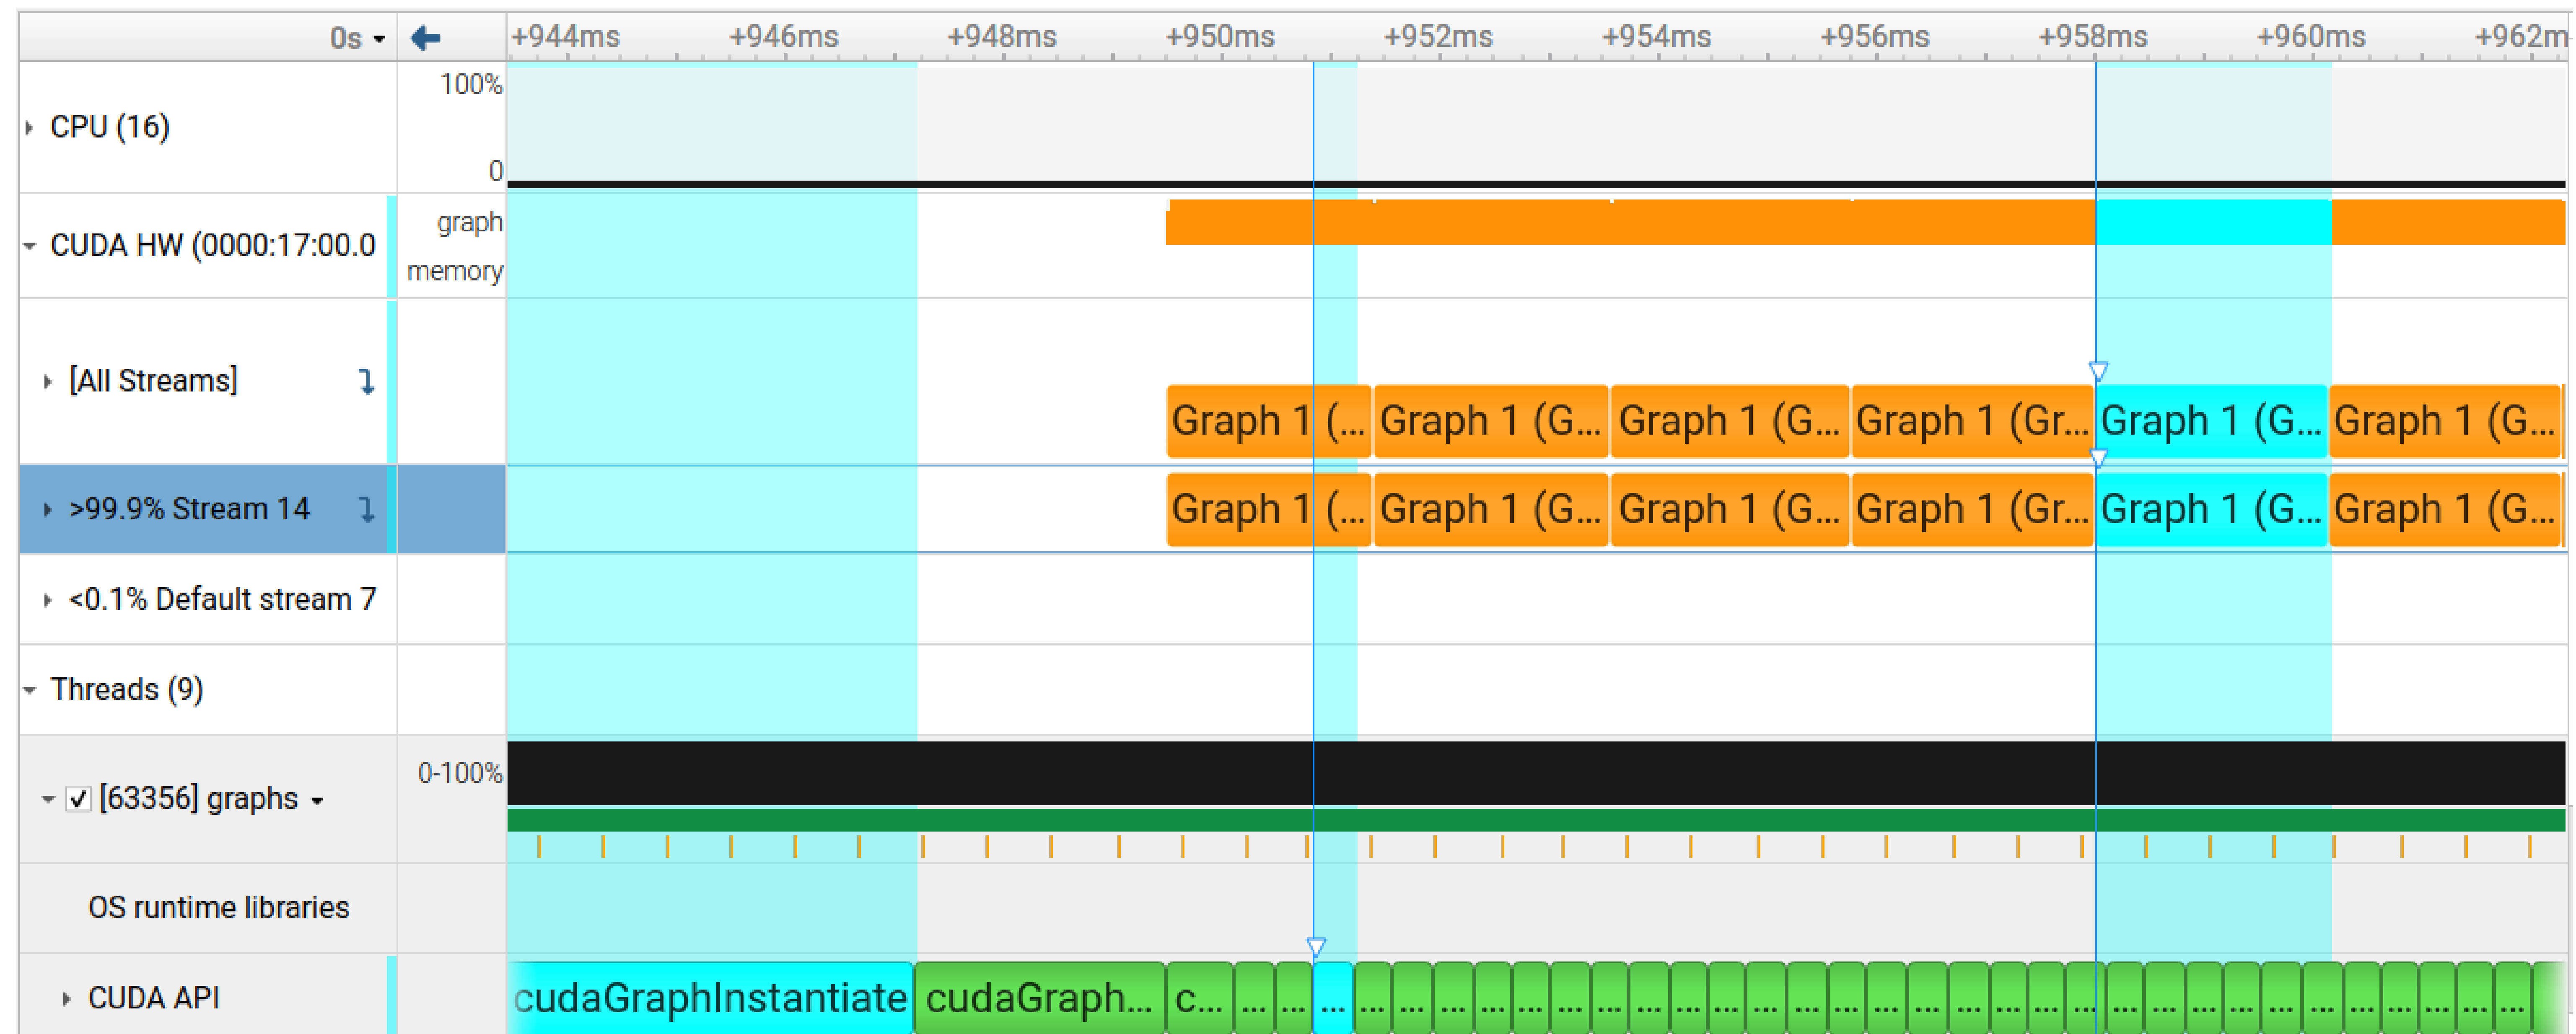 0s +944ms +946ms +948ms +950ms +952ms +954ms +956ms +958ms +960ms +962m
100%
CPU (16)
0
graph
CUDA HW (0000:17:00.0
memory
[All Streams]
Graph 1 (... Graph 1 (G... Graph 1 (G... Graph 1 (Gr... Graph 1 (G... Graph 1 (G...
>99.9% Stream 14 Graph 1 (... Graph 1 (G... Graph 1 (G... Graph 1 (Gr... Graph 1 (G... Graph 1 (G...
<0.1% Default stream 7
Threads (9)
0-100%
[63356] graphs
OS runtime libraries
CUDA API cudaGraphInstantiate cudaGraph... c... ... ... ... ... ... ... ... ... ... ... ... ... ... ... ... ... ... ... ... ... ... ... ... ... ... ... ... ... ... ... ...